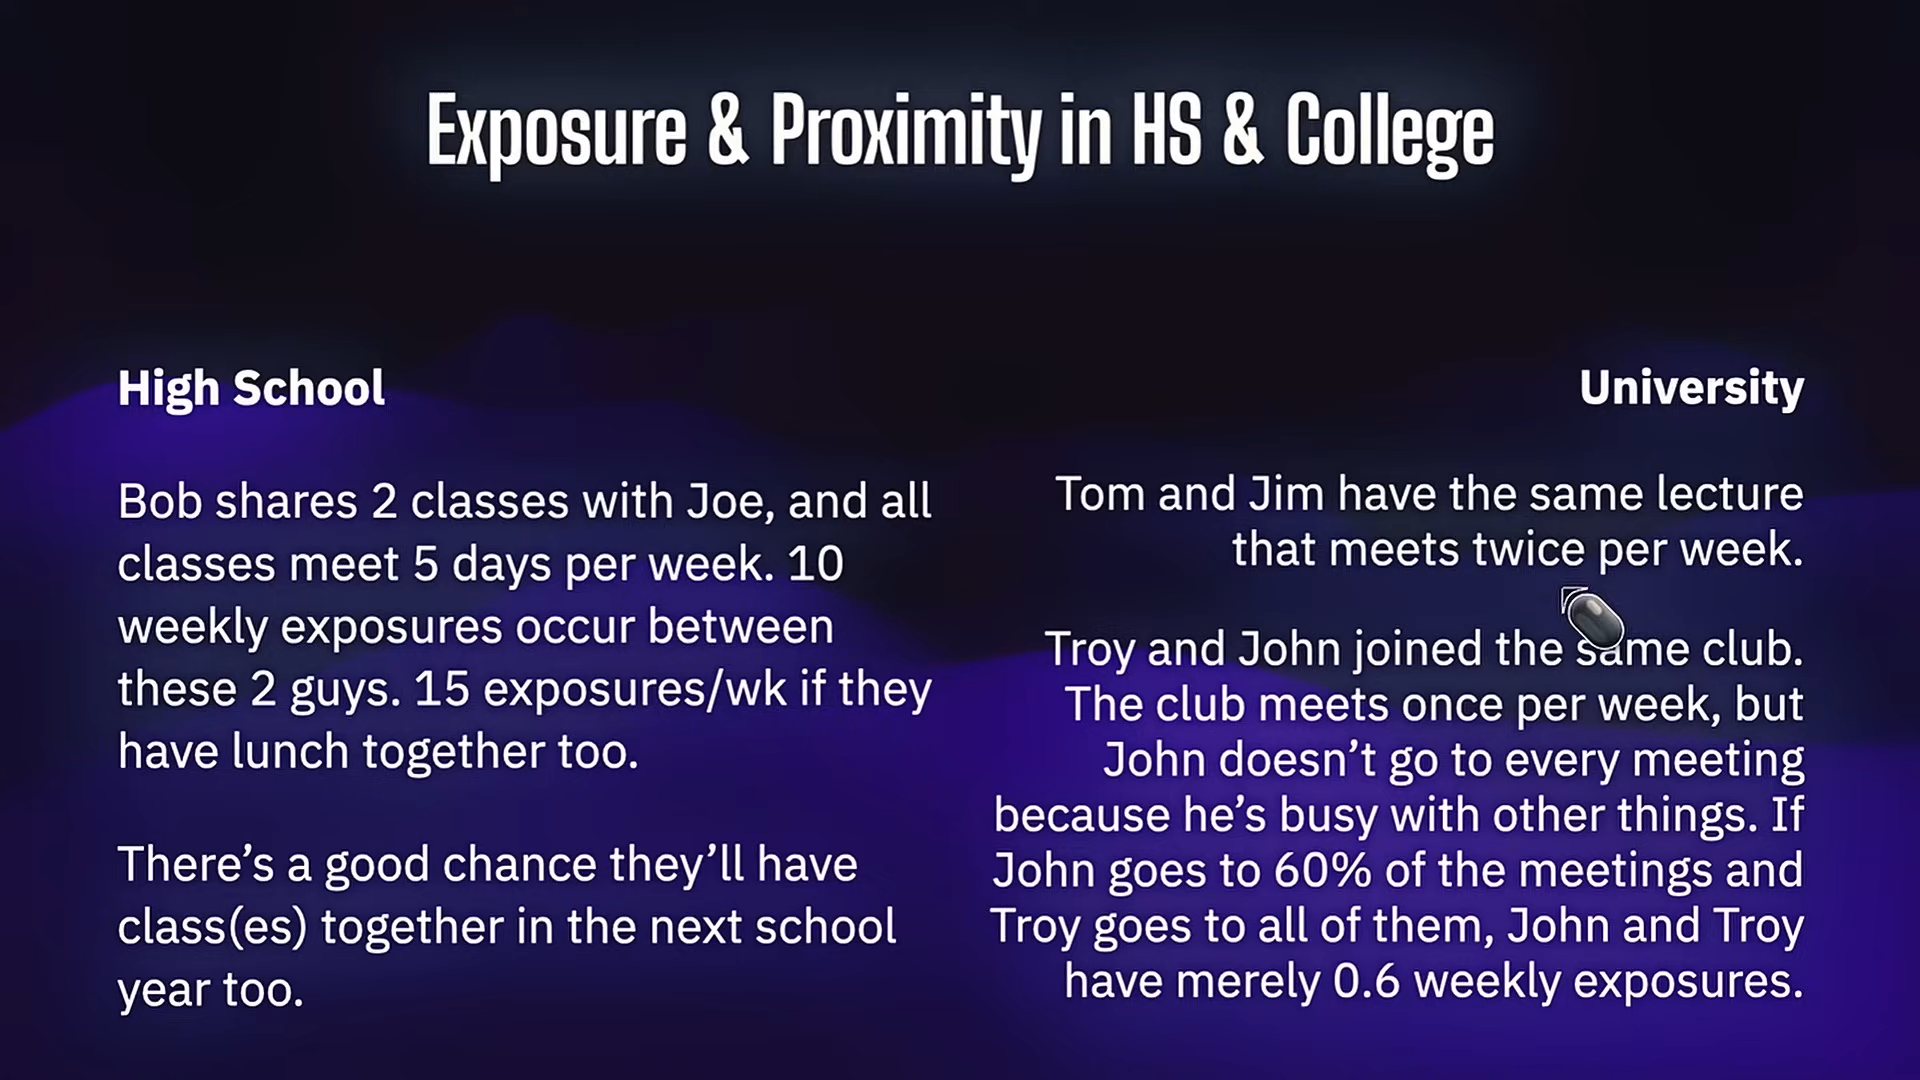 Exposure & Proximity in HS & College
High School
Bob shares 2 classes with Joe, and all
classes meet 5 days per week. 10
weekly exposures occur between
these 2 guys. 15 exposures/wk if they
have lunch together too.
There’s a good chance they’ll have
class(es) together in the next school
year too.
University
Tom and Jim have the same lecture
that meets twice per week.
Troy and John joined the same club.
The club meets once per week, but
John doesn’t go to every meeting
because he’s busy with other things. If
John goes to 60% of the meetings and
Troy goes to all of them, John and Troy
have merely 0.6 weekly exposures.